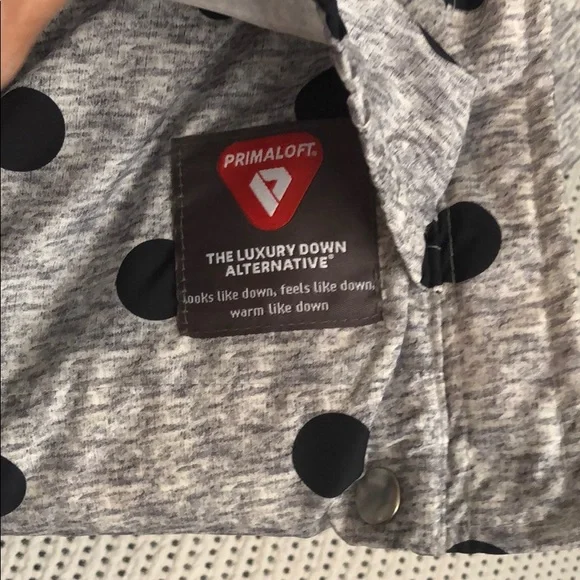 PRIMALOFT®
THE LUXURY DOWN
ALTERNATIVE®
looks like down, feels like down,
warm like down